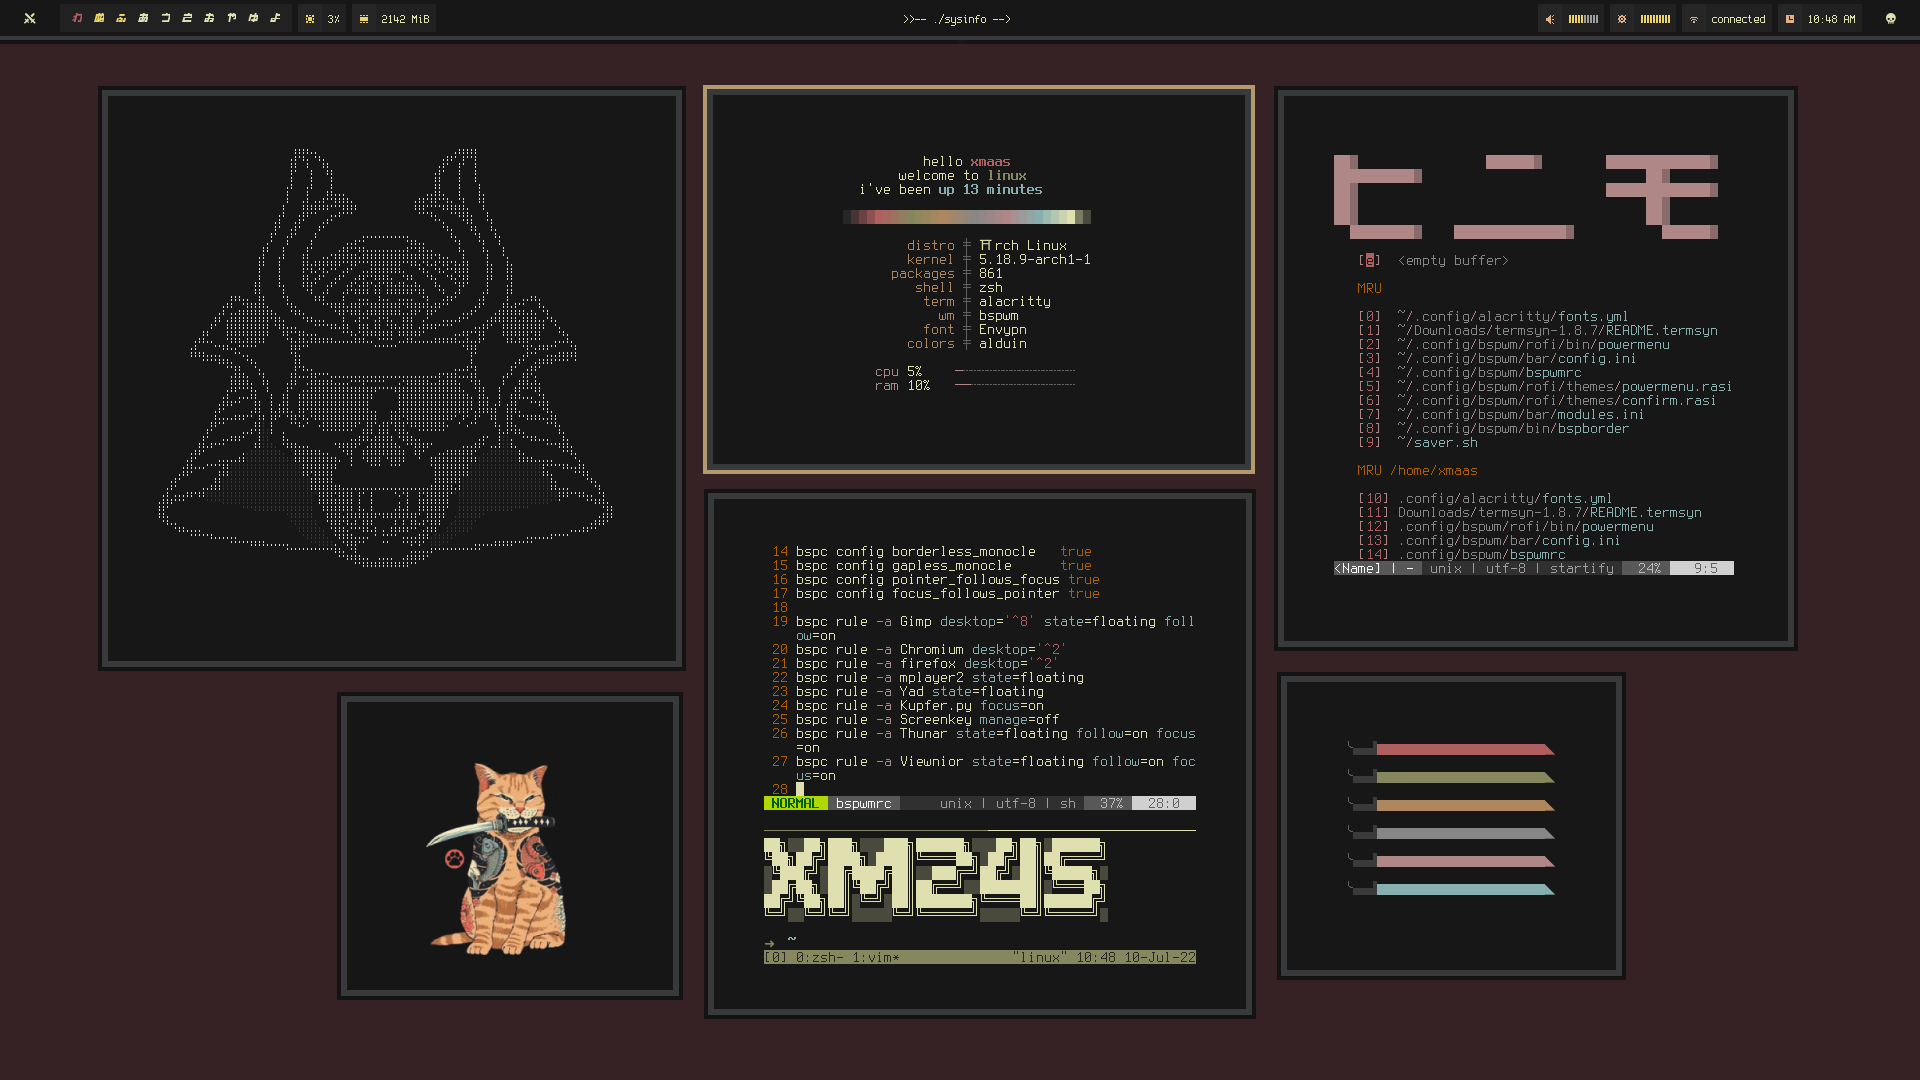 3%
2142 MiB
>>-- ./sysinfo -->
connected
10:48 AM
hello xmaas
welcome to linux
i've been up 13 minutes
distro ╪ 开rch Linux
kernel ╪ 5.18.9-arch1-1
packages ╪ 861
shell ╪ zsh
term ╪ alacritty
wm ╪ bspwm
font ╪ Envypn
colors ╪ alduin
cpu 5%
ram 10%
14 bspc config borderless_monocle true
15 bspc config gapless_monocle true
16 bspc config pointer_follows_focus true
17 bspc config focus_follows_pointer true
18
19 bspc rule -a Gimp desktop='^8' state=floating foll
ow=on
20 bspc rule -a Chromium desktop='^2'
21 bspc rule -a firefox desktop='^2'
22 bspc rule -a mplayer2 state=floating
23 bspc rule -a Yad state=floating
24 bspc rule -a Kupfer.py focus=on
25 bspc rule -a Screenkey manage=off
26 bspc rule -a Thunar state=floating follow=on focus
=on
27 bspc rule -a Viewnior state=floating follow=on foc
us=on
28
NORMAL bspwmrc unix | utf-8 | sh 37% 28:0
XM245
→ ~
[0] 0:zsh- 1:vim* "linux" 10:48 10-Jul-22
ヒニモ
[e] <empty buffer>
MRU
[0] ~/.config/alacritty/fonts.yml
[1] ~/Downloads/termsyn-1.8.7/README.termsyn
[2] ~/.config/bspwm/rofi/bin/powermenu
[3] ~/.config/bspwm/bar/config.ini
[4] ~/.config/bspwm/bspwmrc
[5] ~/.config/bspwm/rofi/themes/powermenu.rasi
[6] ~/.config/bspwm/rofi/themes/confirm.rasi
[7] ~/.config/bspwm/bar/modules.ini
[8] ~/.config/bspwm/bin/bspborder
[9] ~/saver.sh
MRU /home/xmaas
[10] .config/alacritty/fonts.yml
[11] Downloads/termsyn-1.8.7/README.termsyn
[12] .config/bspwm/rofi/bin/powermenu
[13] .config/bspwm/bar/config.ini
[14] .config/bspwm/bspwmrc
<Name] | - unix | utf-8 | startify 24% 9:5